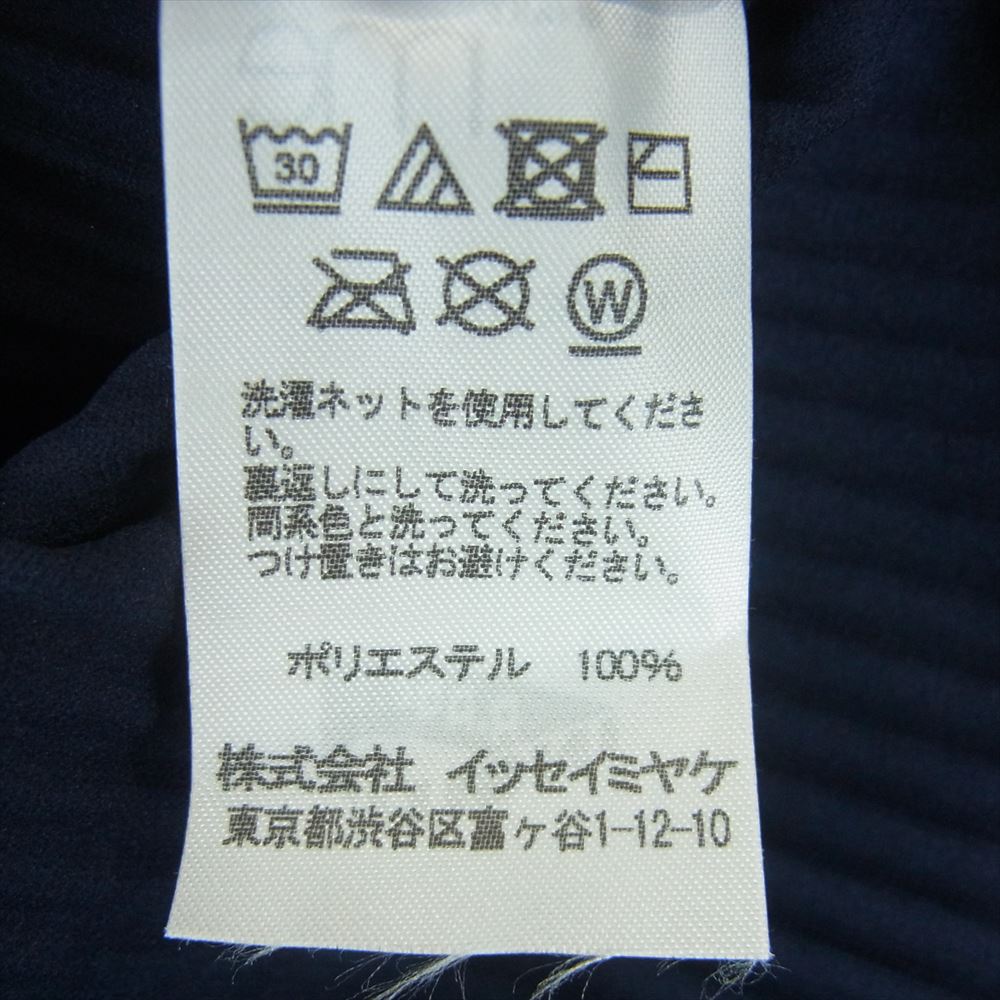 30
W
洗濯ネットを使用してくださ
い。
裏返しにして洗ってください。
同系色と洗ってください。
つけ置きはお避けください。
ポリエステル 100%
株式会社 イッセイミヤケ
東京都渋谷区富ヶ谷1-12-10